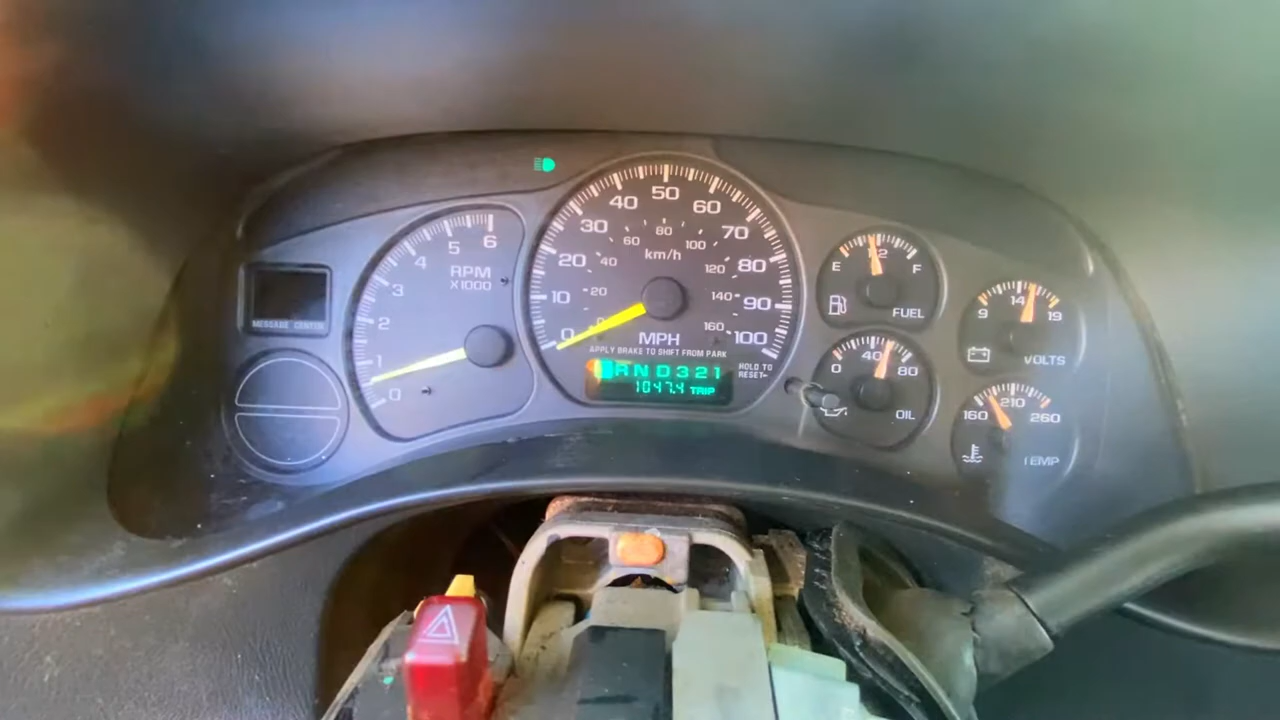 MESSAGE CENTER
0
1
2
3
4
5
6
RPM
X1000
0
10
20
30
40
50
60
70
80
90
100
20
40
60
80
100
120
140
160
km/h
MPH
APPLY BRAKE TO SHIFT FROM PARK
RND321
1047.4 TRIP
HOLD TO
RESET
E
F
FUEL
0
40
80
OIL
9
14
19
VOLTS
160
210
260
TEMP